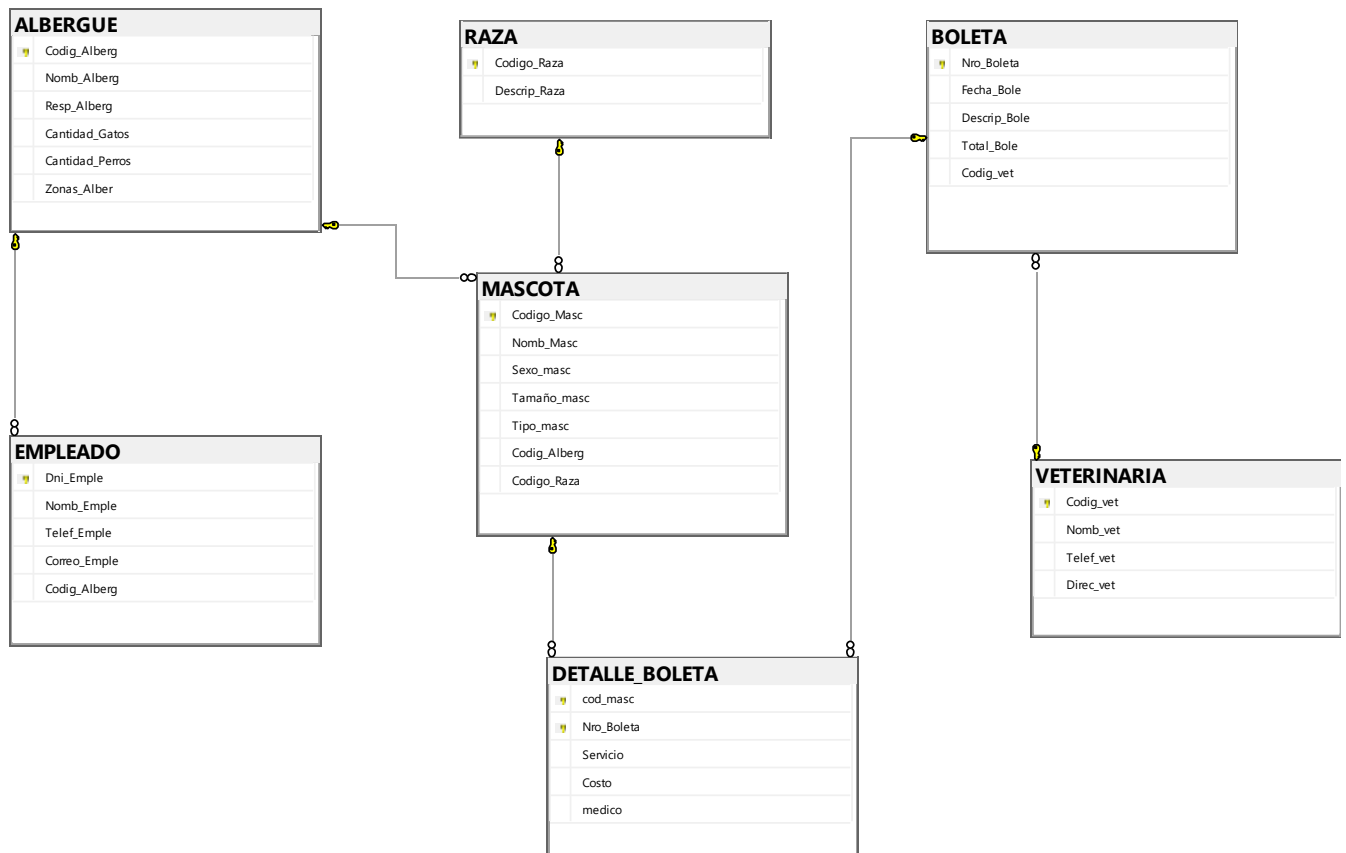 ALBERGUE
Codig_Alberg
Nomb_Alberg
Resp_Alberg
Cantidad_Gatos
Cantidad_Perros
Zonas_Alber
RAZA
Codigo_Raza
Descrip_Raza
BOLETA
Nro_Boleta
Fecha_Bole
Descrip_Bole
Total_Bole
Codig_vet
MASCOTA
Codigo_Masc
Nomb_Masc
Sexo_masc
Tamaño_masc
Tipo_masc
Codig_Alberg
Codigo_Raza
EMPLEADO
Dni_Emple
Nomb_Emple
Telef_Emple
Correo_Emple
Codig_Alberg
VETERINARIA
Codig_vet
Nomb_vet
Telef_vet
Direc_vet
DETALLE_BOLETA
cod_masc
Nro_Boleta
Servicio
Costo
medico